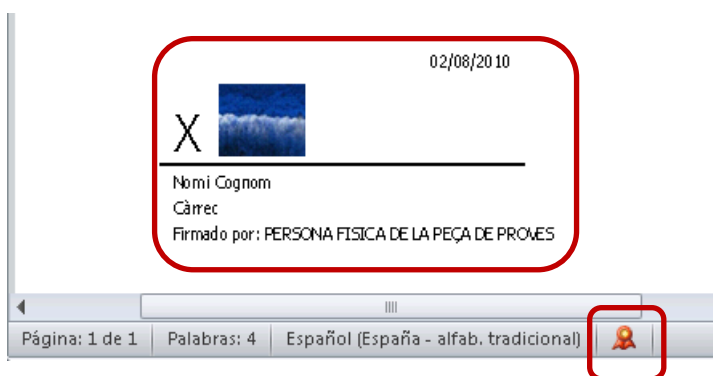 02/08/2010
X
Nomi Cognom
Càrrec
Firmado por: PERSONA FISICA DE LA PEÇA DE PROVES
Página: 1 de 1 Palabras: 4 Español (España - alfab. tradicional)